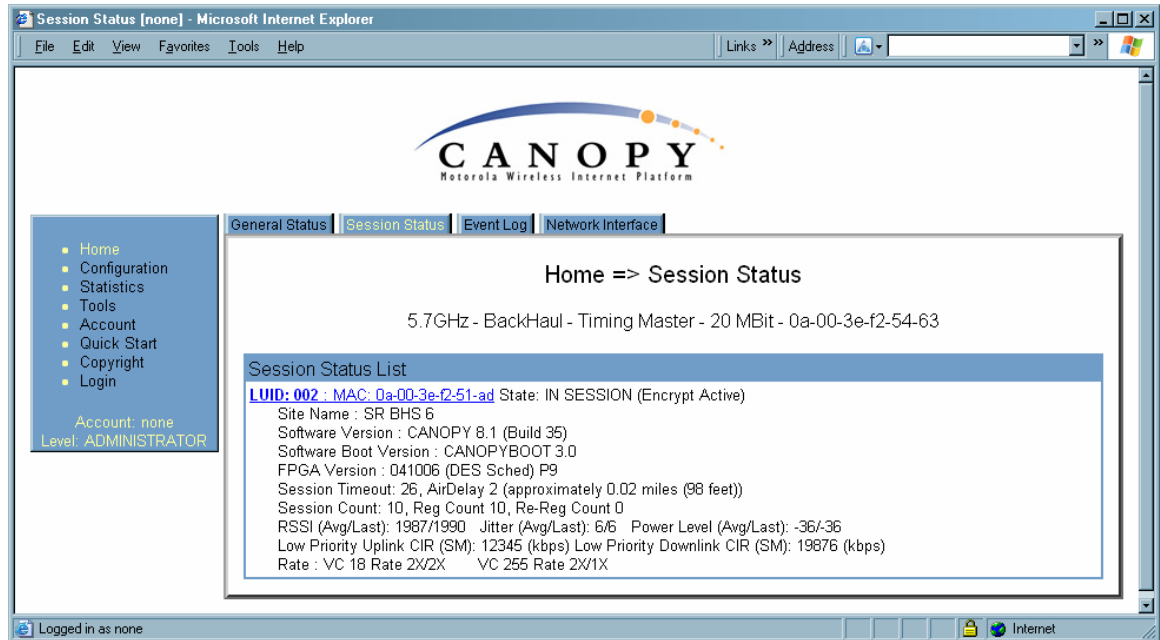 Session Status [none] - Microsoft Internet Explorer
File Edit View Favorites Tools Help Links » Address »
CANOPY
Motorola Wireless Internet Platform
General Status Session Status Event Log Network Interface
Home
Configuration
Statistics
Tools
Account
Quick Start
Copyright
Login
Account: none
Level: ADMINISTRATOR
Home => Session Status
5.7GHz - BackHaul - Timing Master - 20 MBit - 0a-00-3e-f2-54-63
Session Status List
LUID: 002 : MAC: 0a-00-3e-f2-51-ad State: IN SESSION (Encrypt Active)
Site Name : SR BHS 6
Software Version : CANOPY 8.1 (Build 35)
Software Boot Version : CANOPYBOOT 3.0
FPGA Version : 041006 (DES Sched) P9
Session Timeout: 26, AirDelay 2 (approximately 0.02 miles (98 feet))
Session Count: 10, Reg Count 10, Re-Reg Count 0
RSSI (Avg/Last): 1987/1990 Jitter (Avg/Last): 6/6 Power Level (Avg/Last): -36/-36
Low Priority Uplink CIR (SM): 12345 (kbps) Low Priority Downlink CIR (SM): 19876 (kbps)
Rate : VC 18 Rate 2X/2X VC 255 Rate 2X/1X
Logged in as none Internet